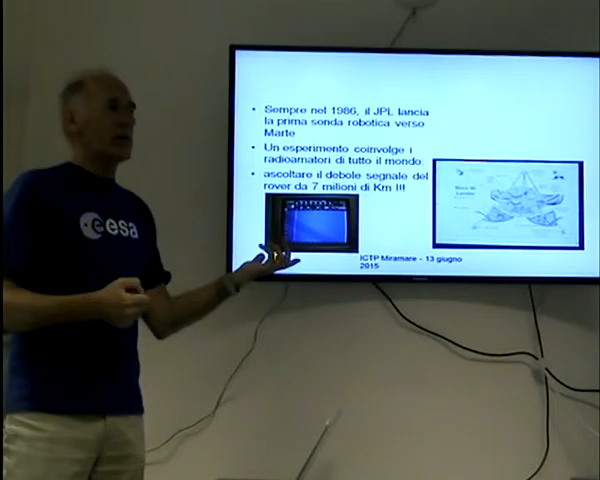 • Sempre nel 1986, il JPL lancia
la prima sonda robotica verso
Marte
• Un esperimento coinvolge i
radioamatori di tutto il mondo:
• ascoltare il debole segnale del
rover da 7 milioni di Km !!!
ICTP Miramare - 13 giugno
2015
esa